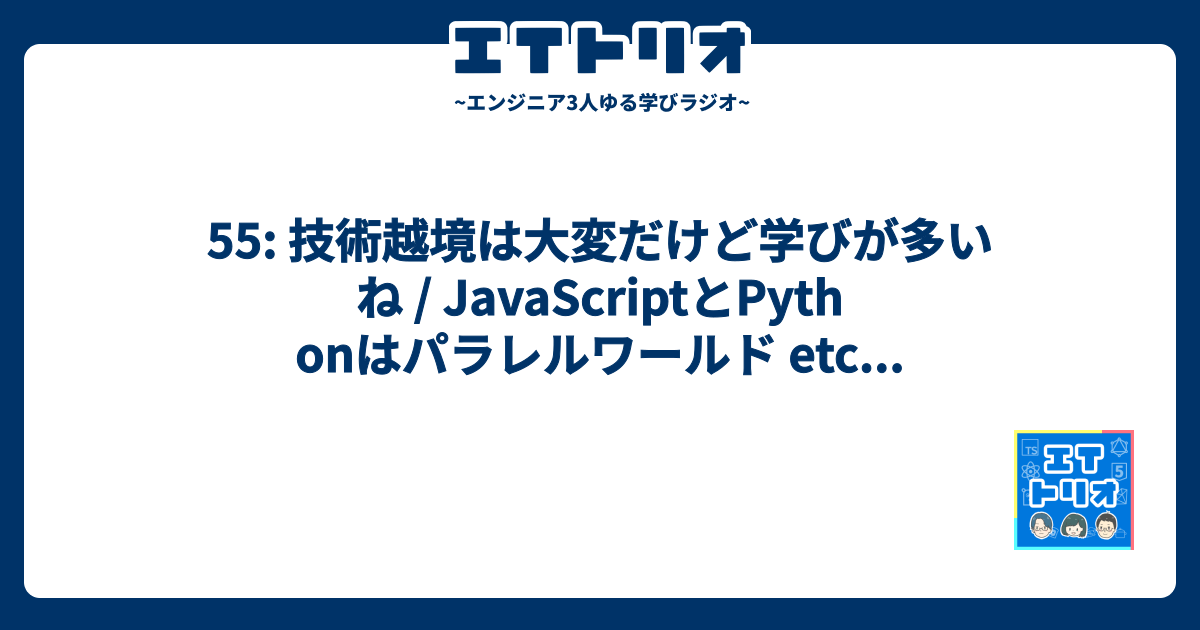 エイトリオ
~エンジニア3人ゆる学びラジオ~
55: 技術越境は大変だけど学びが多い
ね / JavaScriptとPyth
onはパラレルワールド etc...
TS
エイ
5
トリオ